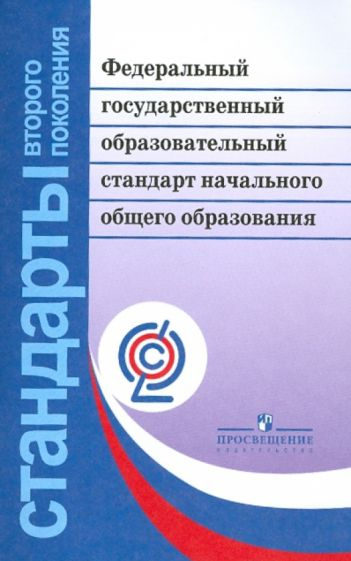 Федеральный
государственный
образовательный
стандарт начального
общего образования
стандарты
второго
поколения
ПРОСВЕЩЕНИЕ
ИЗДАТЕЛЬСТВО